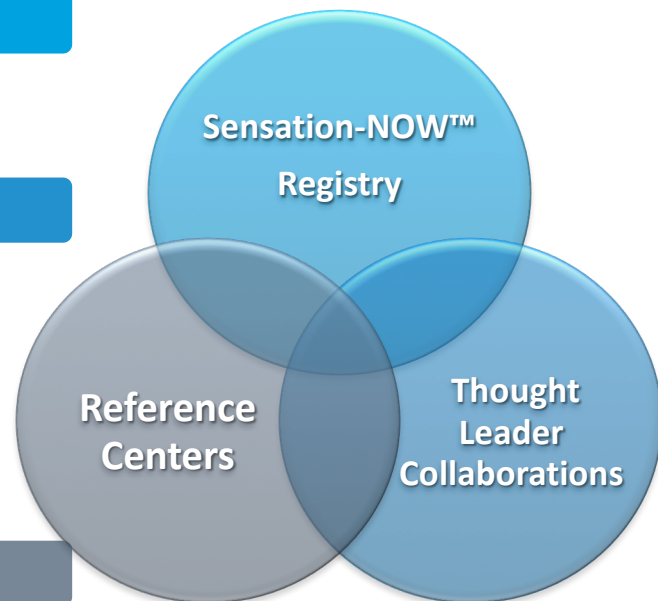 Sensation-NOW™
Registry
Reference
Centers
Thought
Leader
Collaborations